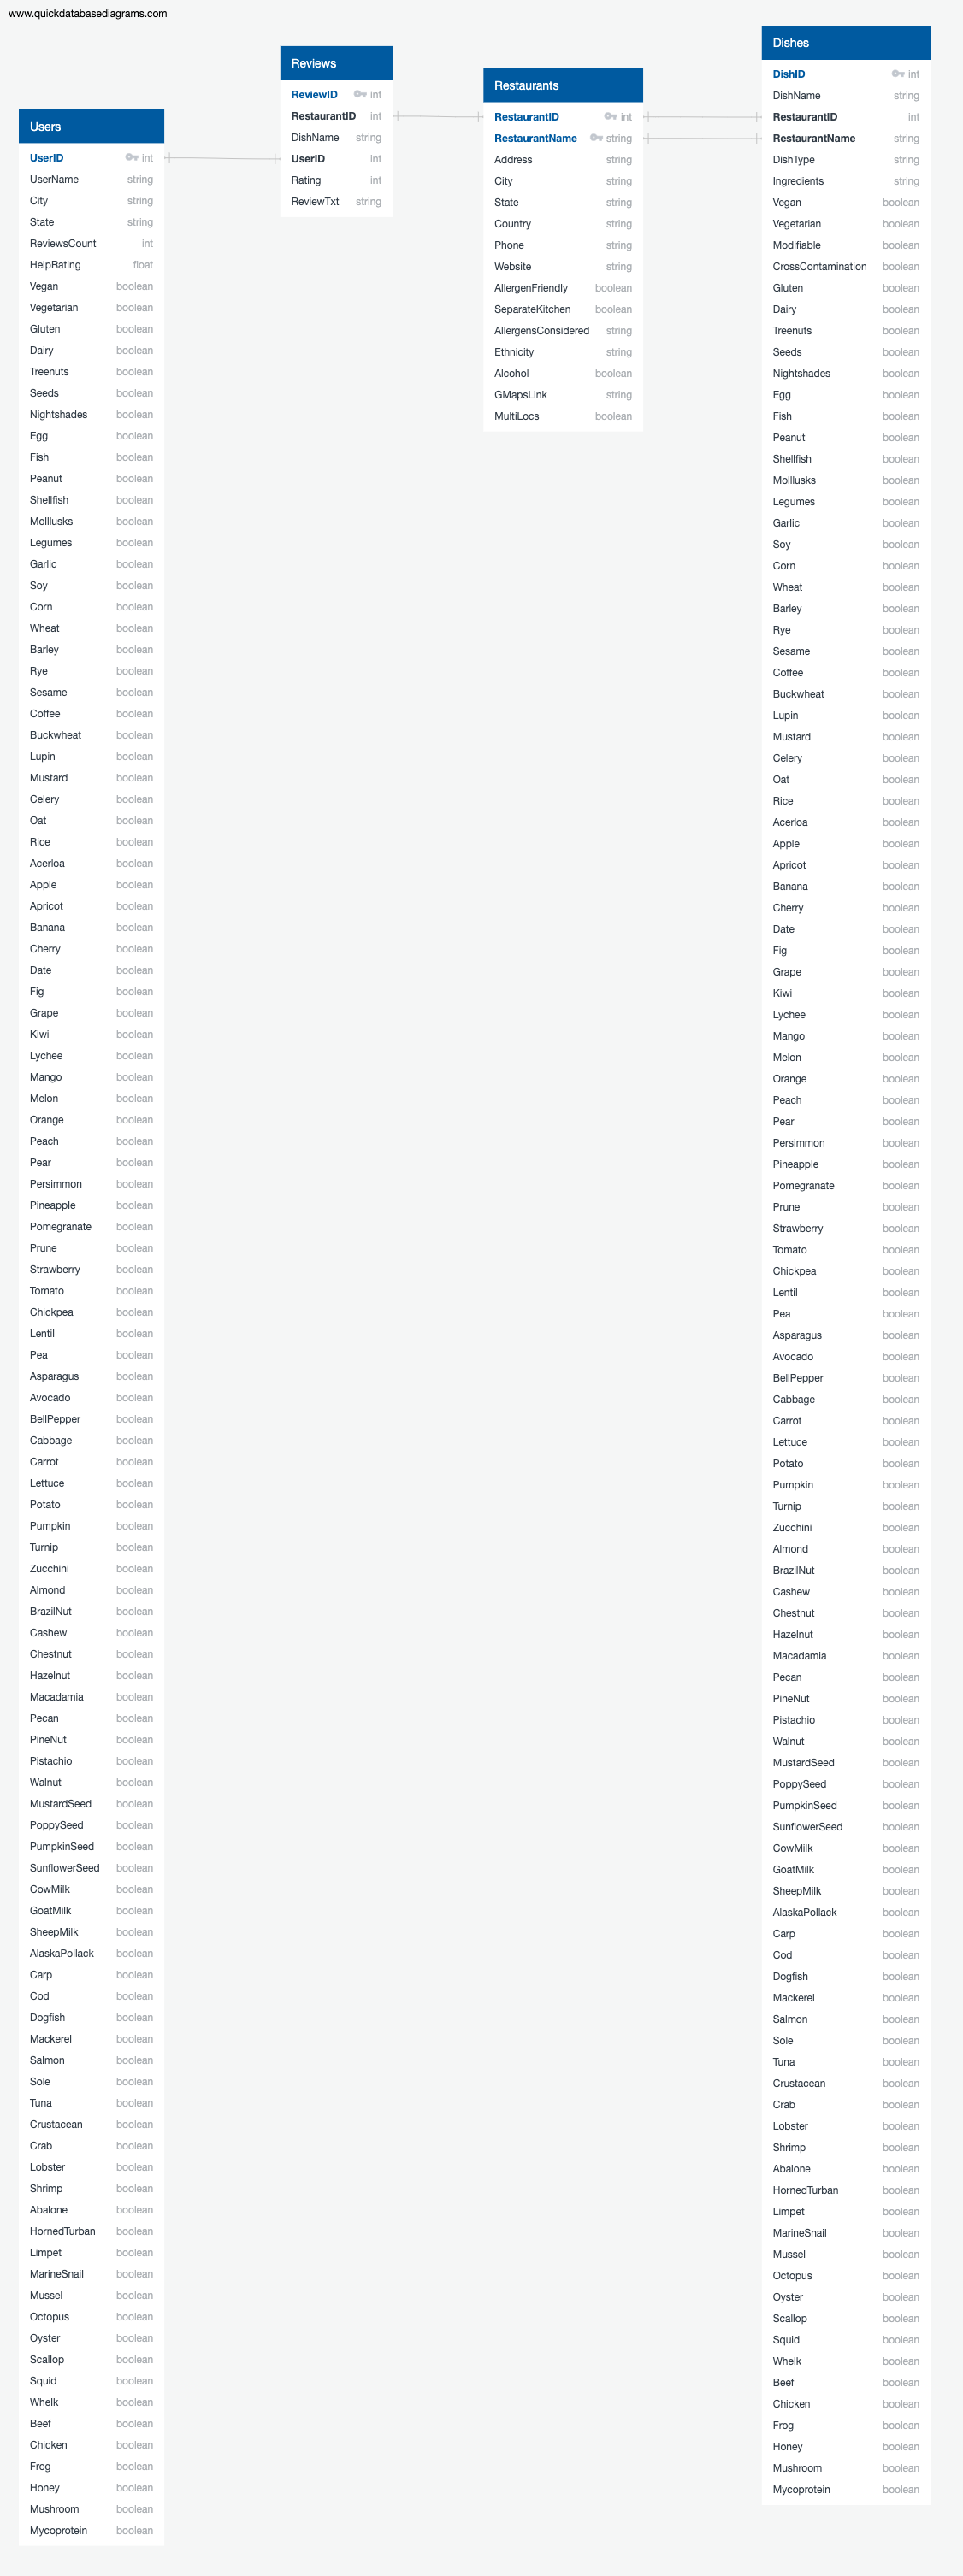 www.quickdatabasediagrams.com
Users
UserID int
UserName string
City string
State string
ReviewsCount int
HelpRating float
Vegan boolean
Vegetarian boolean
Gluten boolean
Dairy boolean
Treenuts boolean
Seeds boolean
Nightshades boolean
Egg boolean
Fish boolean
Peanut boolean
Shellfish boolean
Molllusks boolean
Legumes boolean
Garlic boolean
Soy boolean
Corn boolean
Wheat boolean
Barley boolean
Rye boolean
Sesame boolean
Coffee boolean
Buckwheat boolean
Lupin boolean
Mustard boolean
Celery boolean
Oat boolean
Rice boolean
Acerloa boolean
Apple boolean
Apricot boolean
Banana boolean
Cherry boolean
Date boolean
Fig boolean
Grape boolean
Kiwi boolean
Lychee boolean
Mango boolean
Melon boolean
Orange boolean
Peach boolean
Pear boolean
Persimmon boolean
Pineapple boolean
Pomegranate boolean
Prune boolean
Strawberry boolean
Tomato boolean
Chickpea boolean
Lentil boolean
Pea boolean
Asparagus boolean
Avocado boolean
BellPepper boolean
Cabbage boolean
Carrot boolean
Lettuce boolean
Potato boolean
Pumpkin boolean
Turnip boolean
Zucchini boolean
Almond boolean
BrazilNut boolean
Cashew boolean
Chestnut boolean
Hazelnut boolean
Macadamia boolean
Pecan boolean
PineNut boolean
Pistachio boolean
Walnut boolean
MustardSeed boolean
PoppySeed boolean
PumpkinSeed boolean
SunflowerSeed boolean
CowMilk boolean
GoatMilk boolean
SheepMilk boolean
AlaskaPollack boolean
Carp boolean
Cod boolean
Dogfish boolean
Mackerel boolean
Salmon boolean
Sole boolean
Tuna boolean
Crustacean boolean
Crab boolean
Lobster boolean
Shrimp boolean
Abalone boolean
HornedTurban boolean
Limpet boolean
MarineSnail boolean
Mussel boolean
Octopus boolean
Oyster boolean
Scallop boolean
Squid boolean
Whelk boolean
Beef boolean
Chicken boolean
Frog boolean
Honey boolean
Mushroom boolean
Mycoprotein boolean
Reviews
ReviewID int
RestaurantID int
DishName string
UserID int
Rating int
ReviewTxt string
Restaurants
RestaurantID int
RestaurantName string
Address string
City string
State string
Country string
Phone string
Website string
AllergenFriendly boolean
SeparateKitchen boolean
AllergensConsidered string
Ethnicity string
Alcohol boolean
GMapsLink string
MultiLocs boolean
Dishes
DishID int
DishName string
RestaurantID int
RestaurantName string
DishType string
Ingredients string
Vegan boolean
Vegetarian boolean
Modifiable boolean
CrossContamination boolean
Gluten boolean
Dairy boolean
Treenuts boolean
Seeds boolean
Nightshades boolean
Egg boolean
Fish boolean
Peanut boolean
Shellfish boolean
Molllusks boolean
Legumes boolean
Garlic boolean
Soy boolean
Corn boolean
Wheat boolean
Barley boolean
Rye boolean
Sesame boolean
Coffee boolean
Buckwheat boolean
Lupin boolean
Mustard boolean
Celery boolean
Oat boolean
Rice boolean
Acerloa boolean
Apple boolean
Apricot boolean
Banana boolean
Cherry boolean
Date boolean
Fig boolean
Grape boolean
Kiwi boolean
Lychee boolean
Mango boolean
Melon boolean
Orange boolean
Peach boolean
Pear boolean
Persimmon boolean
Pineapple boolean
Pomegranate boolean
Prune boolean
Strawberry boolean
Tomato boolean
Chickpea boolean
Lentil boolean
Pea boolean
Asparagus boolean
Avocado boolean
BellPepper boolean
Cabbage boolean
Carrot boolean
Lettuce boolean
Potato boolean
Pumpkin boolean
Turnip boolean
Zucchini boolean
Almond boolean
BrazilNut boolean
Cashew boolean
Chestnut boolean
Hazelnut boolean
Macadamia boolean
Pecan boolean
PineNut boolean
Pistachio boolean
Walnut boolean
MustardSeed boolean
PoppySeed boolean
PumpkinSeed boolean
SunflowerSeed boolean
CowMilk boolean
GoatMilk boolean
SheepMilk boolean
AlaskaPollack boolean
Carp boolean
Cod boolean
Dogfish boolean
Mackerel boolean
Salmon boolean
Sole boolean
Tuna boolean
Crustacean boolean
Crab boolean
Lobster boolean
Shrimp boolean
Abalone boolean
HornedTurban boolean
Limpet boolean
MarineSnail boolean
Mussel boolean
Octopus boolean
Oyster boolean
Scallop boolean
Squid boolean
Whelk boolean
Beef boolean
Chicken boolean
Frog boolean
Honey boolean
Mushroom boolean
Mycoprotein boolean